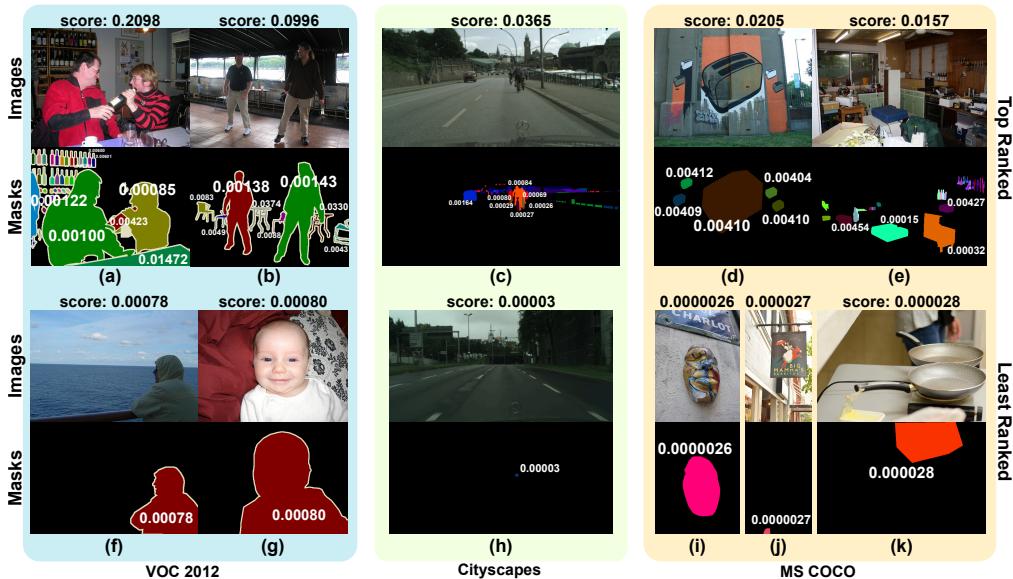 score: 0.2098
score: 0.0996
score: 0.0365
score: 0.0205
score: 0.0157
Images
Masks
Top Ranked
0.00600
0.00601
0.00122
0.00085
0.00423
0.00100
0.01472
0.00138
0.00143
0.0083
0.0374
0.0330
0.0049
0.0088
0.0043
0.00084
0.00164
0.00080
0.00069
0.00029
0.00026
0.00027
0.00412
0.00404
0.00409
0.00410
0.00410
0.00427
0.00015
0.00454
0.00032
(a)
(b)
(c)
(d)
(e)
score: 0.00078
score: 0.00080
score: 0.00003
0.0000026
0.000027
score: 0.000028
Images
Masks
Least Ranked
CHARLOT
BIG
MAMMA'S
0.00078
0.00080
0.00003
0.0000026
0.0000027
0.000028
(f)
(g)
(h)
(i)
(j)
(k)
VOC 2012
Cityscapes
MS COCO